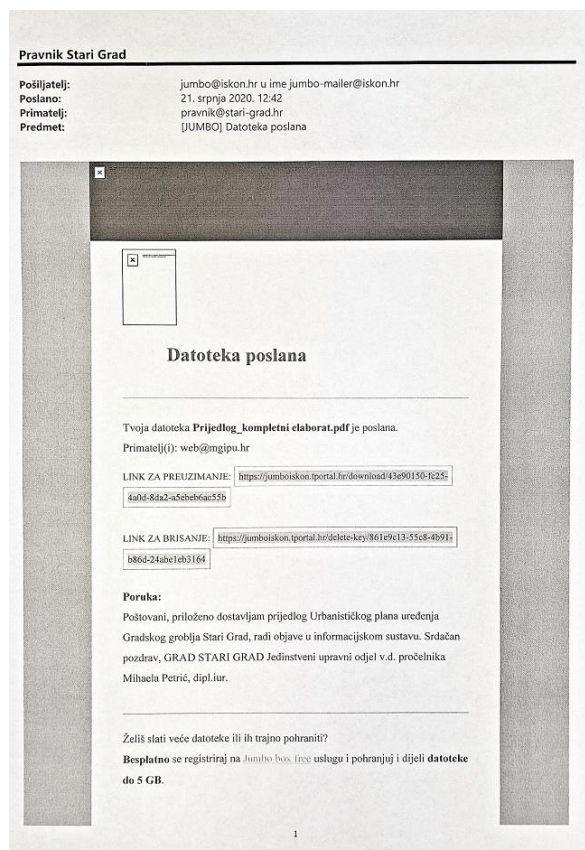 Pravnik Stari Grad
Pošiljatelj: jumbo@iskon.hr u ime jumbo-mailer@iskon.hr
Poslano: 21. srpnja 2020. 12:42
Primatelj: pravnik@stari-grad.hr
Predmet: [JUMBO] Datoteka poslana
Datoteka poslana
Tvoja datoteka Prijedlog_kompletni elaborat.pdf je poslana.
Primatelj(i): web@mgipu.hr
LINK ZA PREUZIMANJE: https://jumboiskon.tportal.hr/download/43e90150-fc25-
4a0d-8da2-a5ebeb6ac55b
LINK ZA BRISANJE: https://jumboiskon.tportal.hr/delete-key/861e9c13-55c8-4b91-
b86d-24abe1eb3164
Poruka:
Poštovani, priloženo dostavljam prijedlog Urbanističkog plana uređenja
Gradskog groblja Stari Grad, radi objave u informacijskom sustavu. Srdačan
pozdrav, GRAD STARI GRAD Jedinstveni upravni odjel v.d. pročelnika
Mihaela Petrić, dipl.iur.
Želiš slati veće datoteke ili ih trajno pohraniti?
Besplatno se registriraj na Jumbo box free uslugu i pohranjuj i dijeli datoteke
do 5 GB.
1